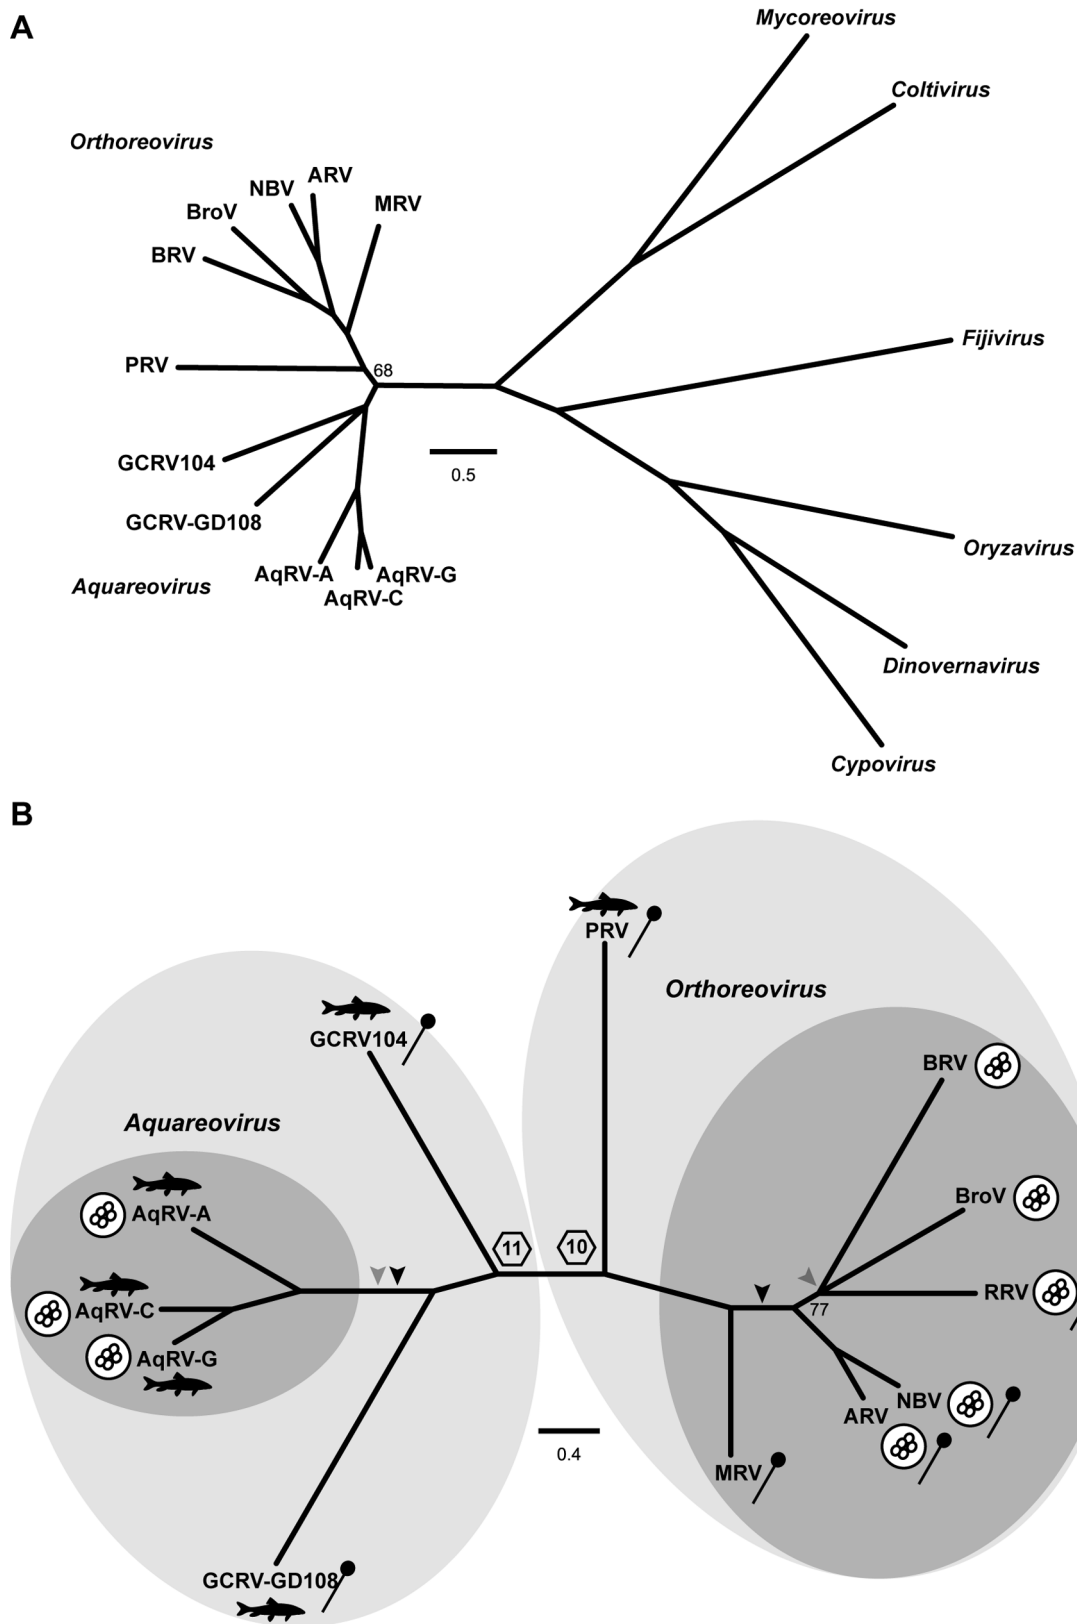 A
Mycoreovirus
Coltivirus
Orthoreovirus
ARV
NBV
MRV
BroV
BRV
Fijivirus
PRV
68
GCRV104
0.5
GCRV-GD108
Oryzavirus
AqRV-A
AqRV-G
Aquareovirus
AqRV-C
Dinovernavirus
Cypovirus
B
PRV
Orthoreovirus
GCRV104
BRV
Aquareovirus
BroV
AqRV-A
11
10
RRV
AqRV-C
77
AqRV-G
NBV
ARV
0.4
MRV
GCRV-GD108